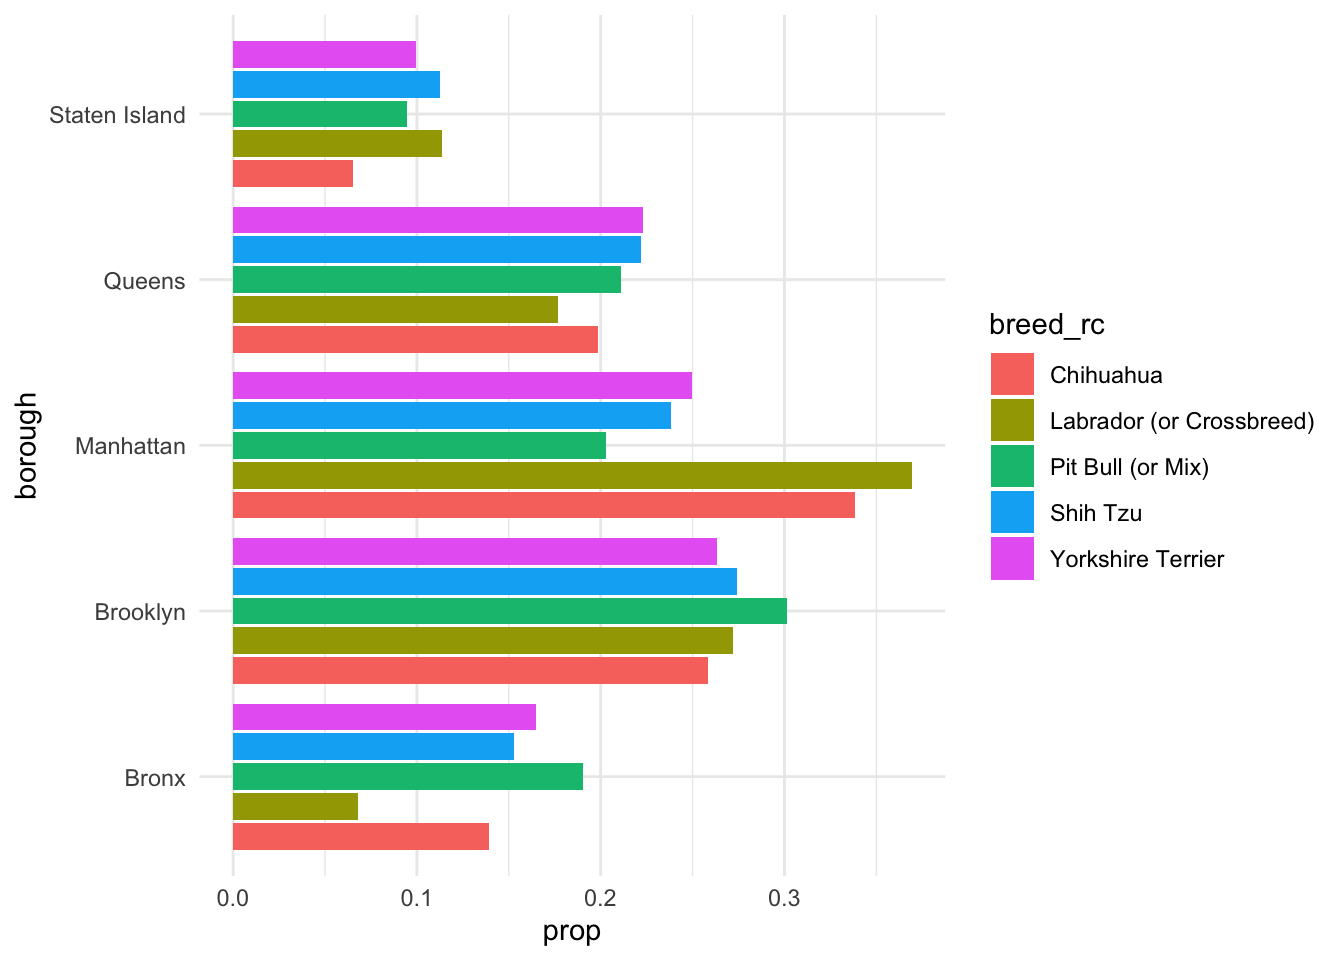 Staten Island
Queens
Manhattan
Brooklyn
Bronx
borough
0.0 0.1 0.2 0.3
prop
breed_rc
Chihuahua
Labrador (or Crossbreed)
Pit Bull (or Mix)
Shih Tzu
Yorkshire Terrier